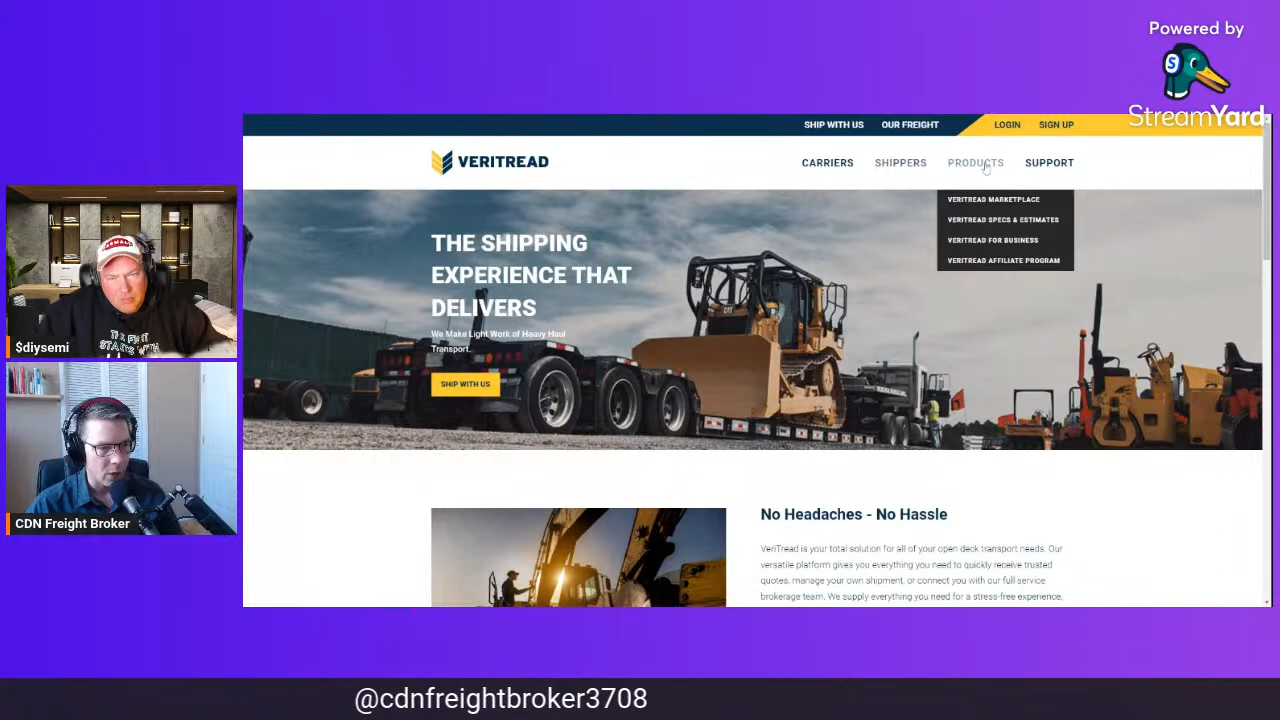 Powered by
StreamYard
SHIP WITH US
OUR FREIGHT
LOGIN
SIGN UP
VERITREAD
CARRIERS
SHIPPERS
PRODUCTS
SUPPORT
VERITREAD MARKETPLACE
VERITREAD SPECS & ESTIMATES
VERITREAD FOR BUSINESS
VERITREAD AFFILIATE PROGRAM
THE SHIPPING
EXPERIENCE THAT
DELIVERS
We Make Light Work of Heavy Haul
Transport.
SHIP WITH US
CAT
No Headaches - No Hassle
VeriTread is your total solution for all of your open deck transport needs. Our
versatile platform gives you everything you need to quickly receive trusted
quotes, manage your own shipment, or connect you with our full service
brokerage team. We supply everything you need for a stress-free experience,
$diysemi
THE
STARTS WITH
CDN Freight Broker
@cdnfreightbroker3708